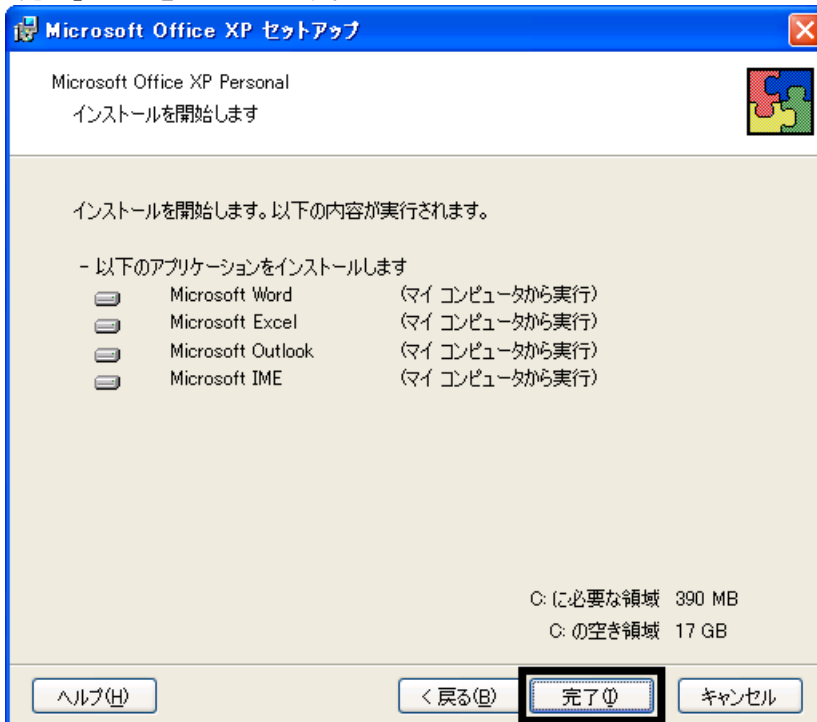 Microsoft Office XP セットアップ
Microsoft Office XP Personal
インストールを開始します
インストールを開始します。以下の内容が実行されます。
- 以下のアプリケーションをインストールします
Microsoft Word (マイ コンピュータから実行)
Microsoft Excel (マイ コンピュータから実行)
Microsoft Outlook (マイ コンピュータから実行)
Microsoft IME (マイ コンピュータから実行)
C: に必要な領域 390 MB
C: の空き領域 17 GB
ヘルプ(H) < 戻る(B) 完了(I) キャンセル